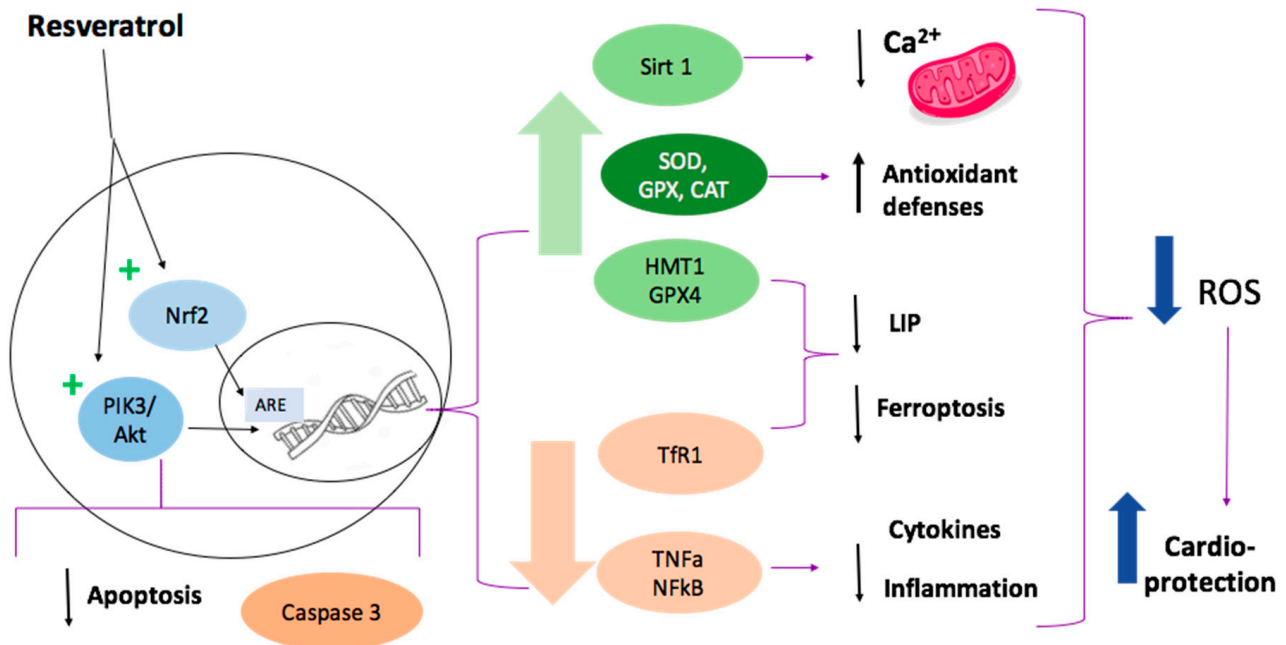 Resveratrol
+
Nrf2
+
PIK3/
Akt
ARE
Apoptosis
Caspase 3
Sirt 1
SOD,
GPX, CAT
HMT1
GPX4
TfR1
TNFa
NFkB
Ca²⁺
Antioxidant
defenses
LIP
Ferroptosis
Cytokines
Inflammation
ROS
Cardio-
protection